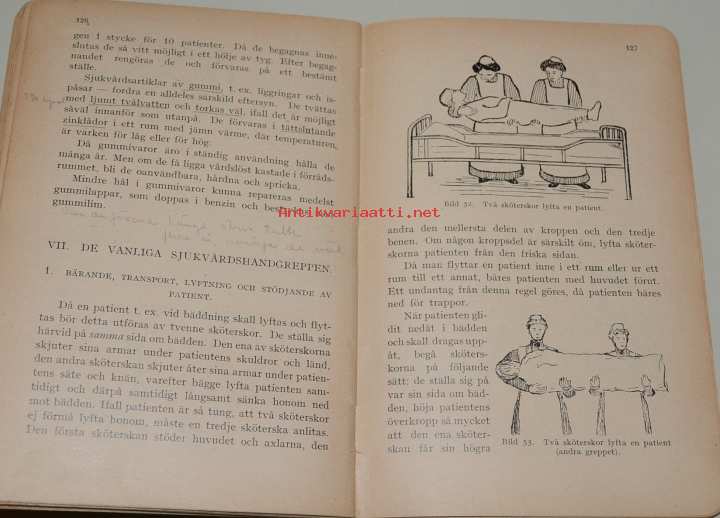 126
gen 1 stycke för 10 patienter. Då de begagnas inne-
slutas de så vitt möjligt i ett hölje av tyg. Efter begag-
nandet rengöras de och förvaras på ett bestämt
ställe.
Sjukvårdsartiklar av gummi, t. ex. liggringar och is-
påsar — fordra en alldeles särskild eftersyn. De tvättas
med ljumt tvålvatten och torkas väl, ifall det är möjligt
såväl innanför som utanpå. De förvaras i tättslutande
zinklådor i ett rum med jämn värme, där temperaturen,
är varken för låg eller för hög.
Då gummivaror äro i ständig användning hålla de
många år. Men om de få ligga vårdslöst kastade i förråds-
rummet, bli de oanvändbara, hårdna och spricka.
Mindre hål i gummivaror kunna repareras medelst
gummilappar, som doppas i benzin och bestrykas med
gummilim.
Antikvariaatti.net
VII. DE VANLIGA SJUKVÅRDSHANDGREPPEN.
1. BÄRANDE, TRANSPORT, LYFTNING OCH STÖDJANDE AV
PATIENT.
Då en patient t. ex. vid bäddning skall lyftas och flyt-
tas bör detta utföras av tvenne sköterskor. De ställa sig
härvid på samma sida om bädden. Den ena av sköterskorna
skjuter sina armar under patientens skuldror och länd,
den andra sköterskan skjuter åter sina armar under patien-
tens säte och knän, varefter bägge lyfta patienten sam-
tidigt och därpå samtidigt långsamt sänka honom ned
mot bädden. Ifall patienten är så tung, att två sköterskor
ej förmå lyfta honom, måste en tredje sköterska anlitas.
Den första sköterskan stöder huvudet och axlarna, den
127
Bild 32. Två sköterskor lyfta en patient.
andra den mellersta delen av kroppen och den tredje
benen. Om någon kroppsdel är särskilt öm, lyfta sköter-
skorna patienten från den friska sidan.
Då man flyttar en patient inne i ett rum eller ur ett
rum till ett annat, bäres patienten med huvudet förut.
Ett undantag från denna regel göres, då patienten bäres
ned för trappor.
När patienten gli-
dit nedåt i bädden
och skall dragas upp-
åt, begå sköters-
korna på följande
sätt: de ställa sig på
var sin sida om bäd-
den, höja patientens
överkropp så mycket
att den ena sköter-
skan får sin högra
Bild 33. Två sköterskor lyfta en patient
(andra greppet).